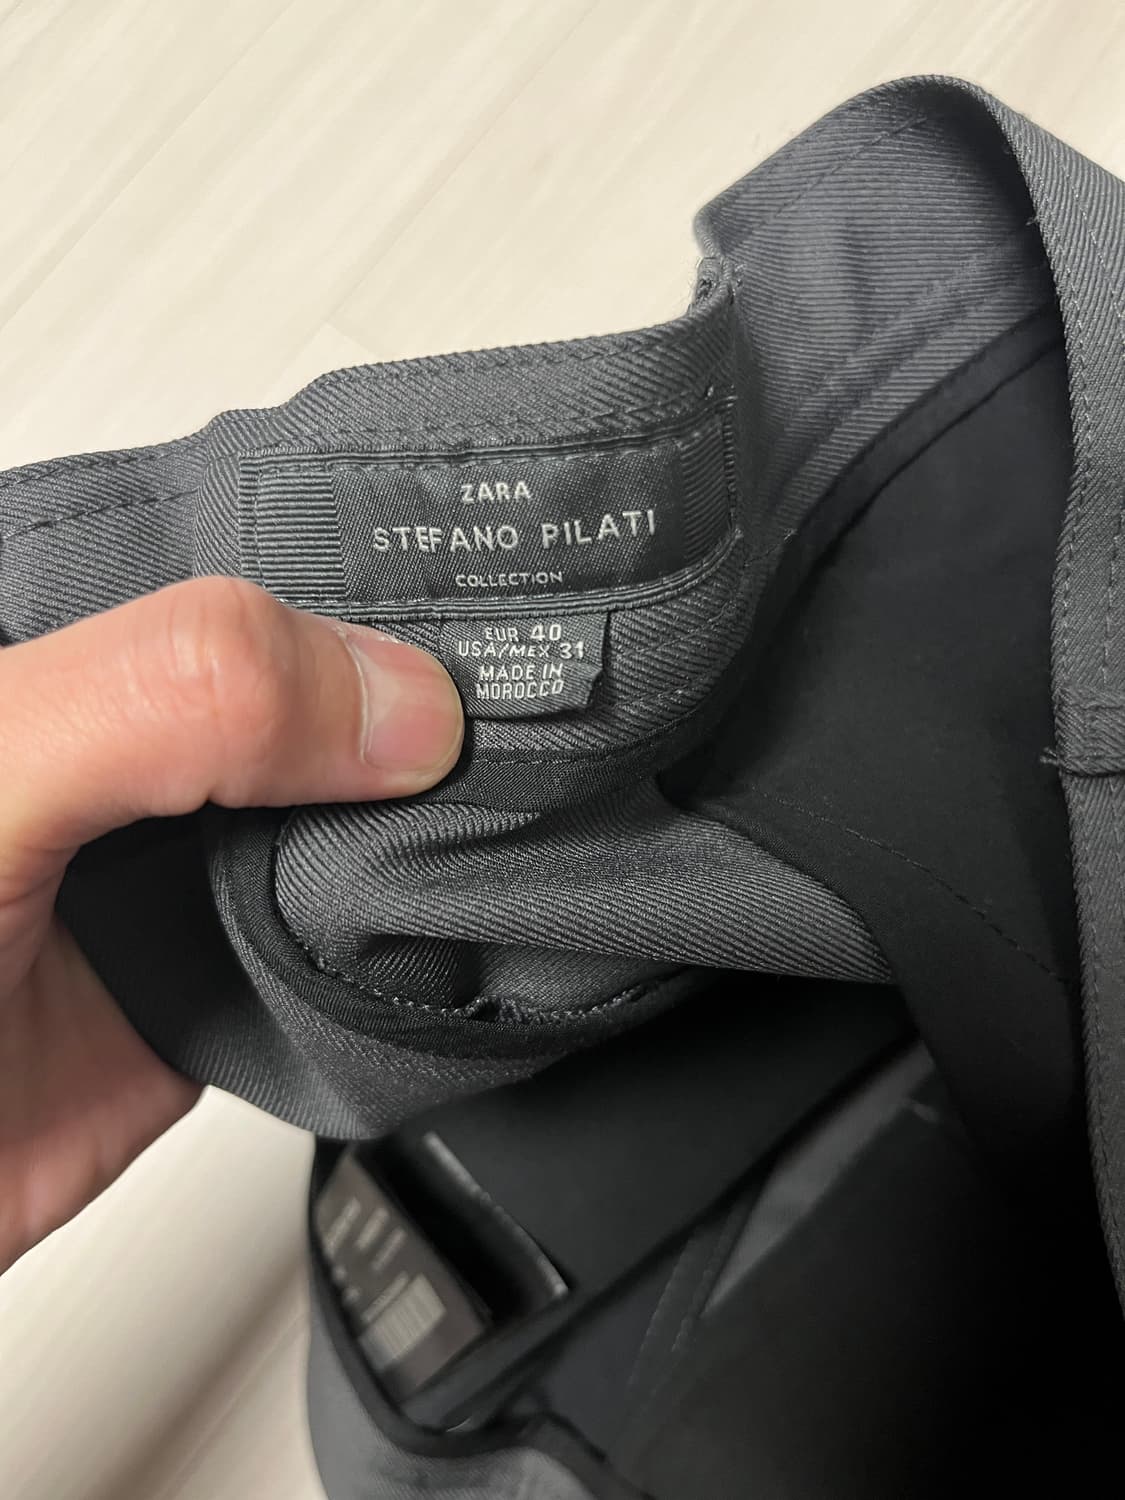 ZARA
STEFANO PILATI
COLLECTION
EUR 40
USA/MEX 31
MADE IN
MOROCCO